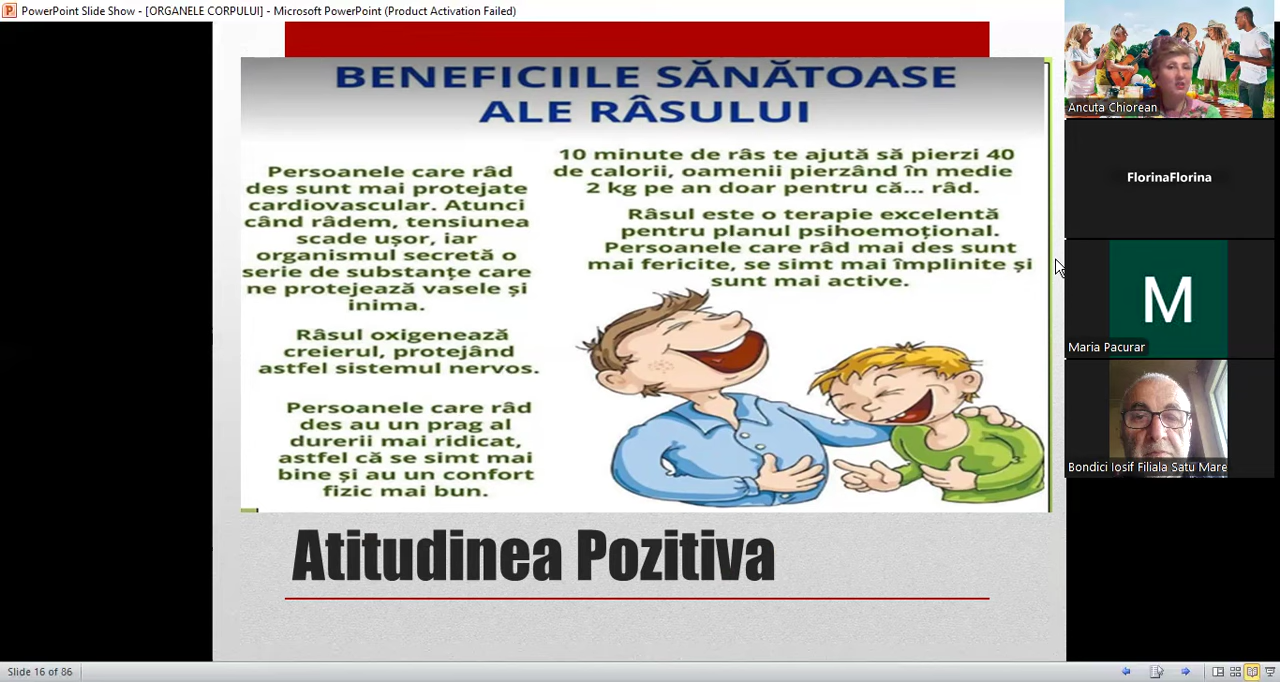 PowerPoint Slide Show - [ORGANELE CORPULUI] - Microsoft PowerPoint (Product Activation Failed)
BENEFICIILE SĂNĂTOASE
ALE RÂSULUI
Persoanele care râd
des sunt mai protejate
cardiovascular. Atunci
când râdem, tensiunea
scade ușor, iar
organismul secretă o
serie de substanțe care
ne protejează vasele și
inima.
Râsul oxigenează
creierul, protejând
astfel sistemul nervos.
Persoanele care râd
des au un prag al
durerii mai ridicat,
astfel că se simt mai
bine și au un confort
fizic mai bun.
10 minute de râs te ajută să pierzi 40
de calorii, oamenii pierzând în medie
2 kg pe an doar pentru că... râd.
Râsul este o terapie excelentă
pentru planul psihoemoțional.
Persoanele care râd mai des sunt
mai fericite, se simt mai împlinite și
sunt mai active.
Atitudinea Pozitiva
Ancuța Chiorean
FlorinaFlorina
M
Maria Pacurar
Bondici Iosif Filiala Satu Mare
Slide 16 of 86